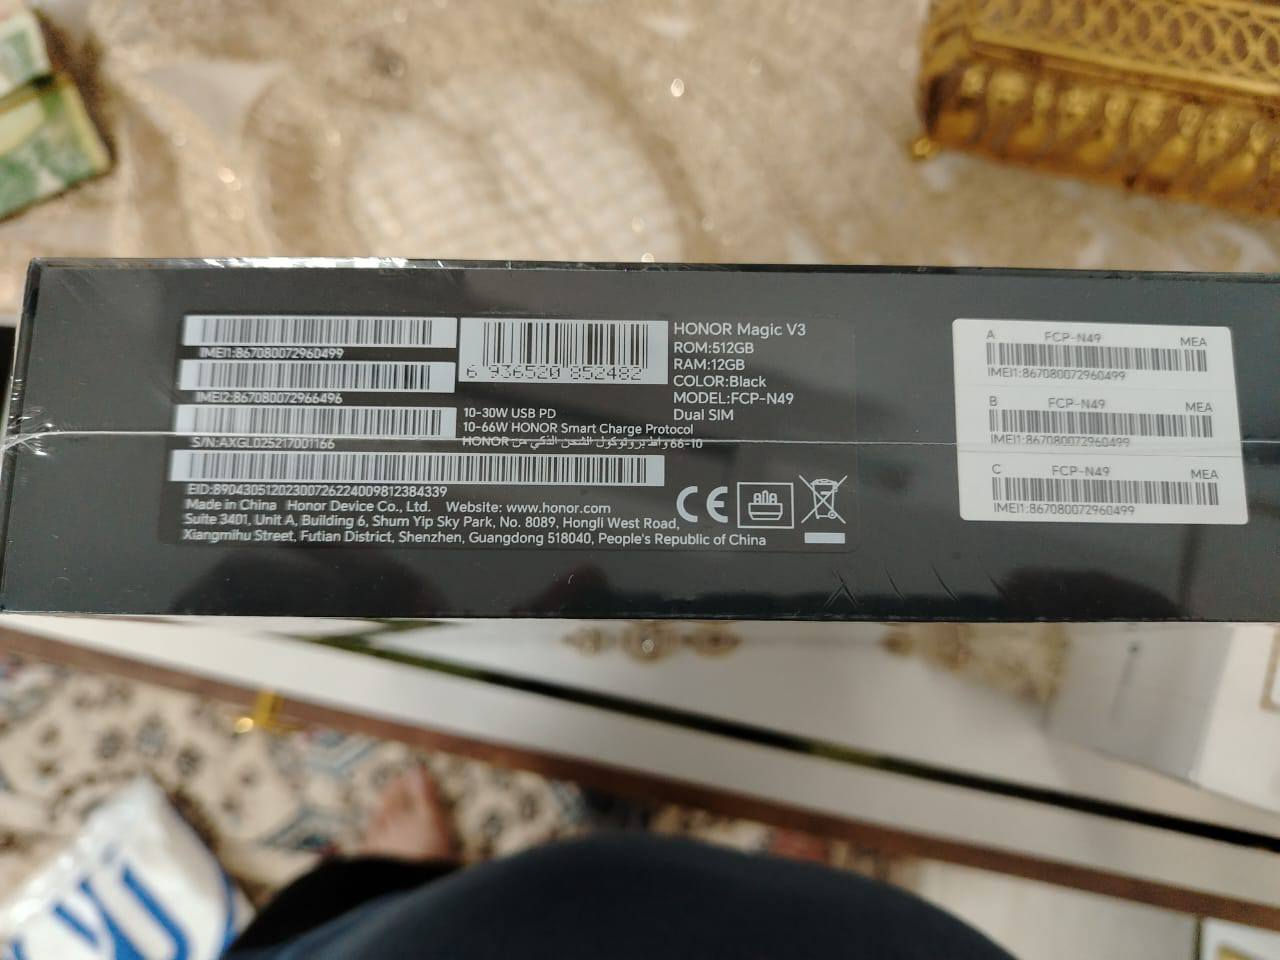 IMEI1:867080072960499
IMEI2:867080072966496
S/N:AXGL025217001166
6 936520 852482
10-30W USB PD
10-66W HONOR Smart Charge Protocol
10-66 واط بروتوكول الشحن الذكي من HONOR
HONOR Magic V3
ROM:512GB
RAM:12GB
COLOR:Black
MODEL:FCP-N49
Dual SIM
EID:89043051202300726224009812384339
Made in China Honor Device Co., Ltd. Website: www.honor.com
Suite 3401, Unit A, Building 6, Shum Yip Sky Park, No. 8089, Hongli West Road,
Xiangmihu Street, Futian District, Shenzhen, Guangdong 518040, People's Republic of China
CE
A FCP-N49 MEA
IMEI1:867080072960499
B FCP-N49 MEA
IMEI1:867080072960499
C FCP-N49 MEA
IMEI1:867080072960499